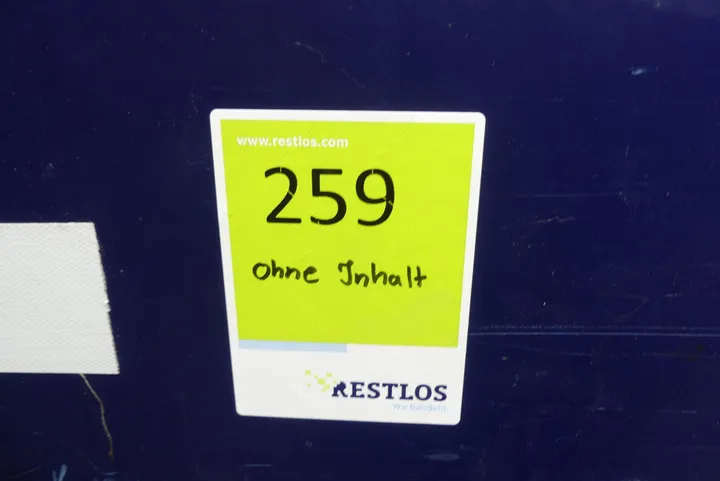 www.restlos.com
259
ohne Inhalt
RESTLOS
Wir handeln.